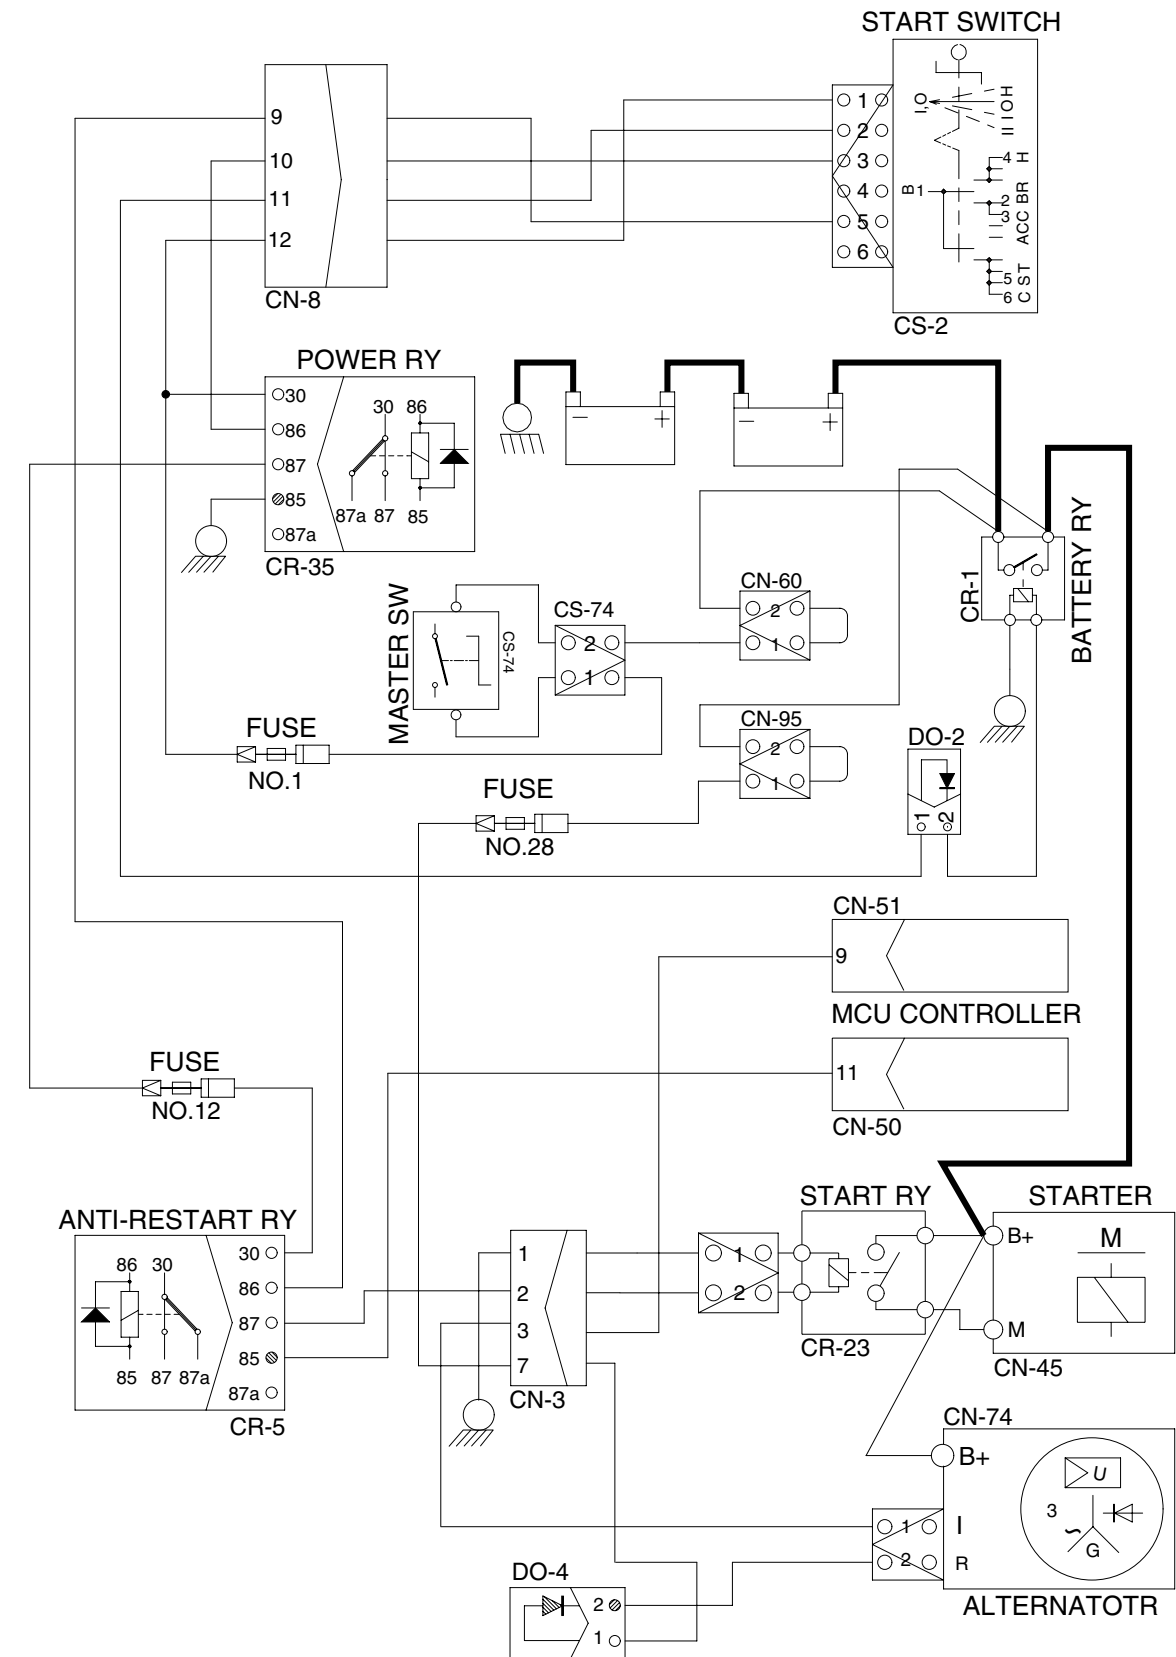 START SWITCH
1
2
3
4
5
6
I,O
H
O
I
II
4 H
B 1
BR
2
3
ACC
ST
5
6 C
CS-2
9
10
11
12
CN-8
POWER RY
30
86
87
85
87a
30 86
87a 87 85
CR-35
− +
− +
BATTERY RY
CR-1
CN-60
2
1
MASTER SW
CS-74
CS-74
2
1
CN-95
2
1
FUSE
NO.1
FUSE
NO.28
DO-2
1 2
CN-51
9
MCU CONTROLLER
11
CN-50
FUSE
NO.12
ANTI-RESTART RY
86 30
85 87 87a
30
86
87
85
87a
CR-5
1
2
3
7
CN-3
1
2
START RY
CR-23
STARTER
B+
M
M
CN-45
CN-74
B+
1 I
2 R
U
3
~
G
ALTERNATOTR
DO-4
2
1